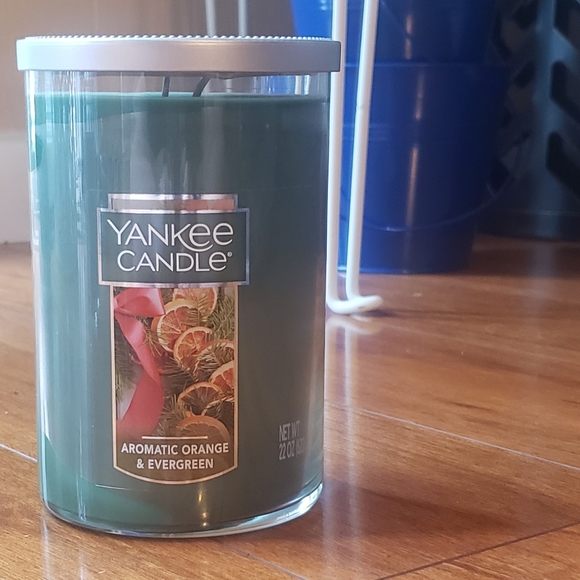 YANKEE
CANDLE®
AROMATIC ORANGE
& EVERGREEN
NET WT
22 OZ